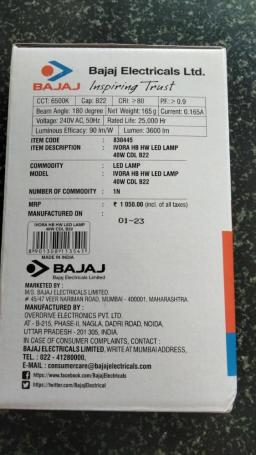 Bajaj Electricals Ltd.
BAJAJ Inspiring Trust
CCT: 6500K Cap: B22 CRI: ≥80 PF: > 0.9
Beam Angle: 180 degree Net Weight: 165 g Current: 0.165A
Voltage: 240V AC, 50Hz Rated Life: 25,000 Hr
Luminous Efficacy: 90 lm/W Lumen: 3600 lm
ITEM CODE : 830445
ITEM DESCRIPTION : IVORA HB HW LED LAMP
40W CDL B22
COMMODITY : LED LAMP
MODEL : IVORA HB HW LED LAMP
40W CDL B22
NUMBER OF COMMODITY : 1N
MRP : ₹ 1 050.00 (incl. of all taxes)
MANUFACTURED ON : 01-23
IVORA HB HW LED LAMP
40W CDL B22
MADE IN INDIA
BAJAJ
MARKETED BY :
M/S. BAJAJ ELECTRICALS LIMITED.
# 45/47 VEER NARIMAN ROAD, MUMBAI - 400001. MAHARASHTRA.
MANUFACTURED BY :
OVERDRIVE ELECTRONICS PVT. LTD.
AT - B-215, PHASE-II, NAGLA, DADRI ROAD, NOIDA,
UTTAR PRADESH - 201 305, INDIA.
IN CASE OF CONSUMER COMPLAINTS, CONTACT :
BAJAJ ELECTRICALS LIMITED, WRITE AT MUMBAI ADDRESS,
TEL. : 022 - 41280000.
E-MAIL : consumercare@bajajelectricals.com
https://www.facebook.com/BajajElectricals
https://twitter.com/BajajElectrical